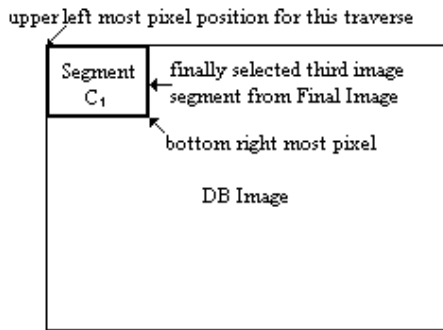 upper left most pixel position for this traverse
Segment
C₁
finally selected third image
segment from Final Image
bottom right most pixel
DB Image